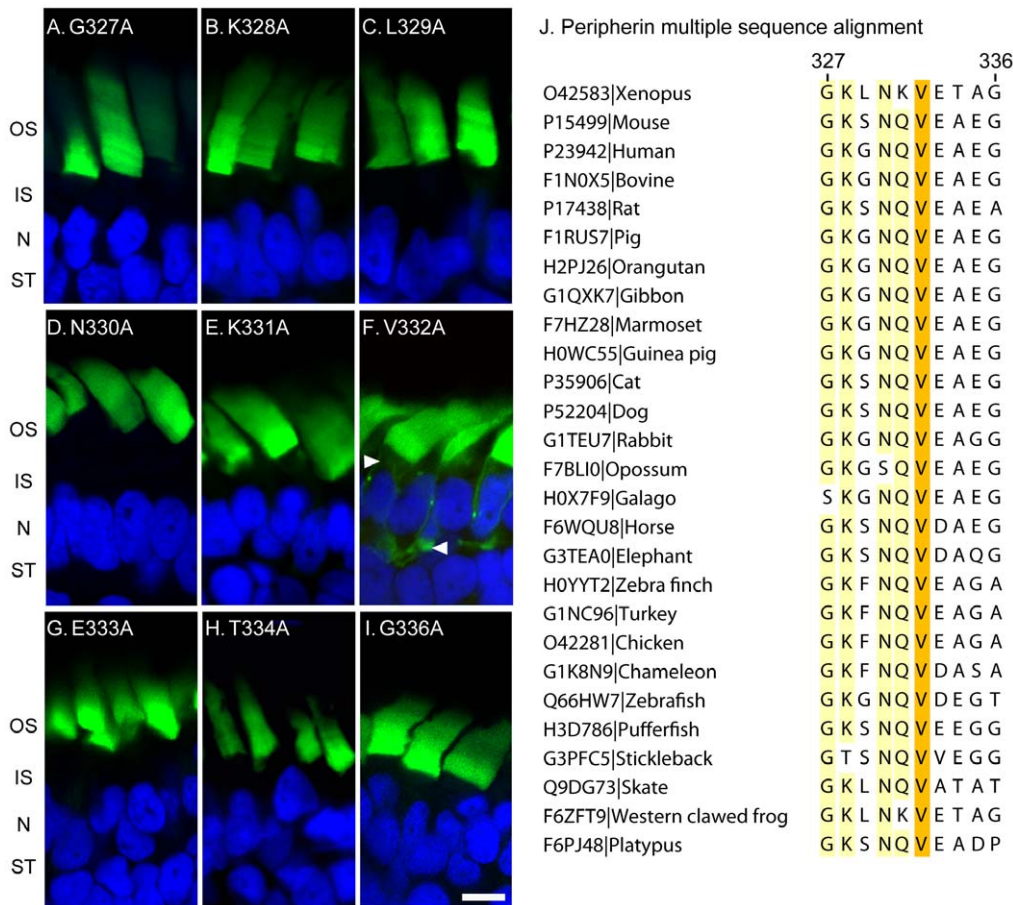 A. G327A
B. K328A
C. L329A
OS
IS
N
ST
D. N330A
E. K331A
F. V332A
OS
IS
N
ST
G. E333A
H. T334A
I. G336A
OS
IS
N
ST
J. Peripherin multiple sequence alignment
327 336
O42583|Xenopus G K L N K V E T A G
P15499|Mouse G K S N Q V E A E G
P23942|Human G K G N Q V E A E G
F1N0X5|Bovine G K G N Q V E A E G
P17438|Rat G K S N Q V E A E A
F1RUS7|Pig G K G N Q V E A E G
H2PJ26|Orangutan G K G N Q V E A E G
G1QXK7|Gibbon G K G N Q V E A E G
F7HZ28|Marmoset G K G N Q V E A E G
H0WC55|Guinea pig G K G N Q V E A E G
P35906|Cat G K S N Q V E A E G
P52204|Dog G K S N Q V E A E G
G1TEU7|Rabbit G K G N Q V E A G G
F7BLI0|Opossum G K G S Q V E A E G
H0X7F9|Galago S K G N Q V E A E G
F6WQU8|Horse G K S N Q V D A E G
G3TEA0|Elephant G K S N Q V D A Q G
H0YYT2|Zebra finch G K F N Q V E A G A
G1NC96|Turkey G K F N Q V E A G A
O42281|Chicken G K F N Q V E A G A
G1K8N9|Chameleon G K F N Q V D A S A
Q66HW7|Zebrafish G K G N Q V D E G T
H3D786|Pufferfish G K S N Q V E E G G
G3PFC5|Stickleback G T S N Q V V E G G
Q9DG73|Skate G K L N Q V A T A T
F6ZFT9|Western clawed frog G K L N K V E T A G
F6PJ48|Platypus G K S N Q V E A D P